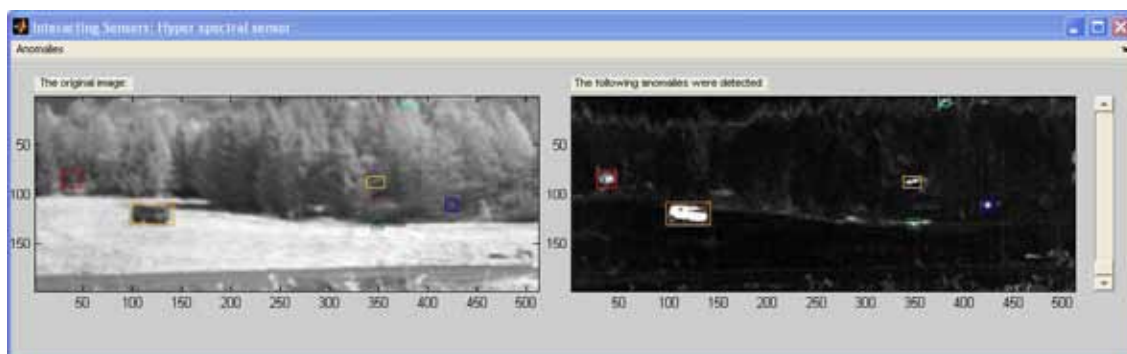 Interacting Sensors: Hyper spectral sensor
Anomalies
The original image:
The following anomalies were detected
50
100
150
50 100 150 200 250 300 350 400 450 500
50
100
150
50 100 150 200 250 300 350 400 450 500